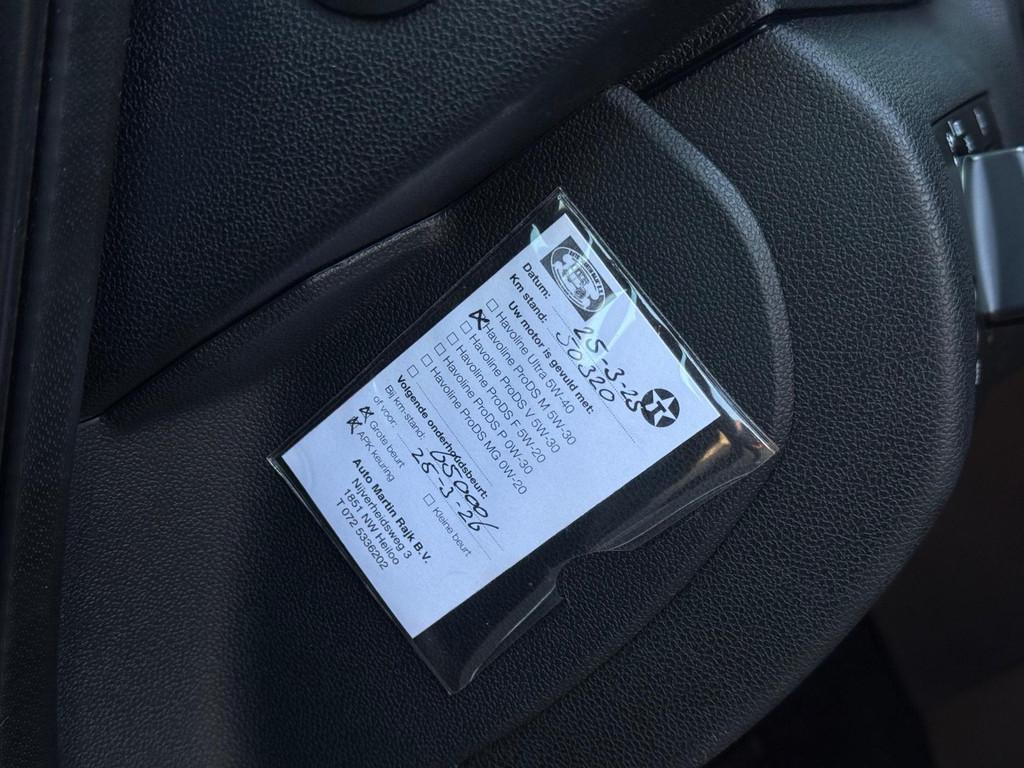 Datum: 25-3-25
Km stand: 50320
Uw motor is gevuld met:
Havoline Ultra 5W-40
Havoline ProDS M 5W-30
Havoline ProDS V 5W-30
Havoline ProDS F 5W-20
Havoline ProDS P 0W-30
Havoline ProDS MG 0W-20
Volgende onderhoudsbeurt:
Bij km-stand: 65000
of voor: 25-3-26
Grote beurt Kleine beurt
APK keuring
Auto Martin Rajk B.V.
Nijverheidsweg 3
1851 NW Heiloo
T 072 5336202